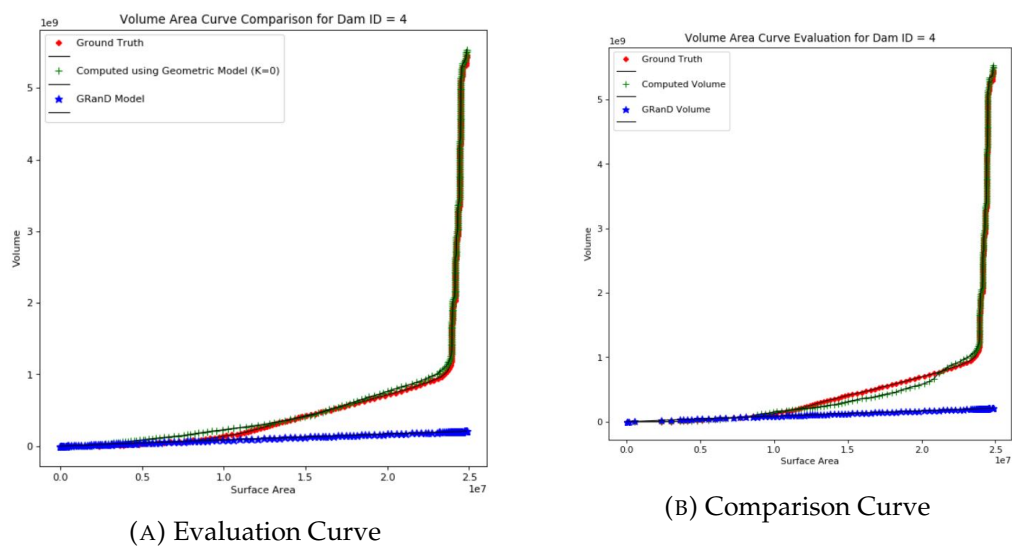 Volume Area Curve Comparison for Dam ID = 4
1e9
Ground Truth
Computed using Geometric Model (K=0)
GRanD Model
5
4
3
2
1
0
Volume
0.0 0.5 1.0 1.5 2.0 2.5
1e7
Surface Area
(A) Evaluation Curve
Volume Area Curve Evaluation for Dam ID = 4
1e9
Ground Truth
Computed Volume
GRanD Volume
5
4
3
2
1
0
Volume
0.0 0.5 1.0 1.5 2.0 2.5
1e7
Surface Area
(B) Comparison Curve